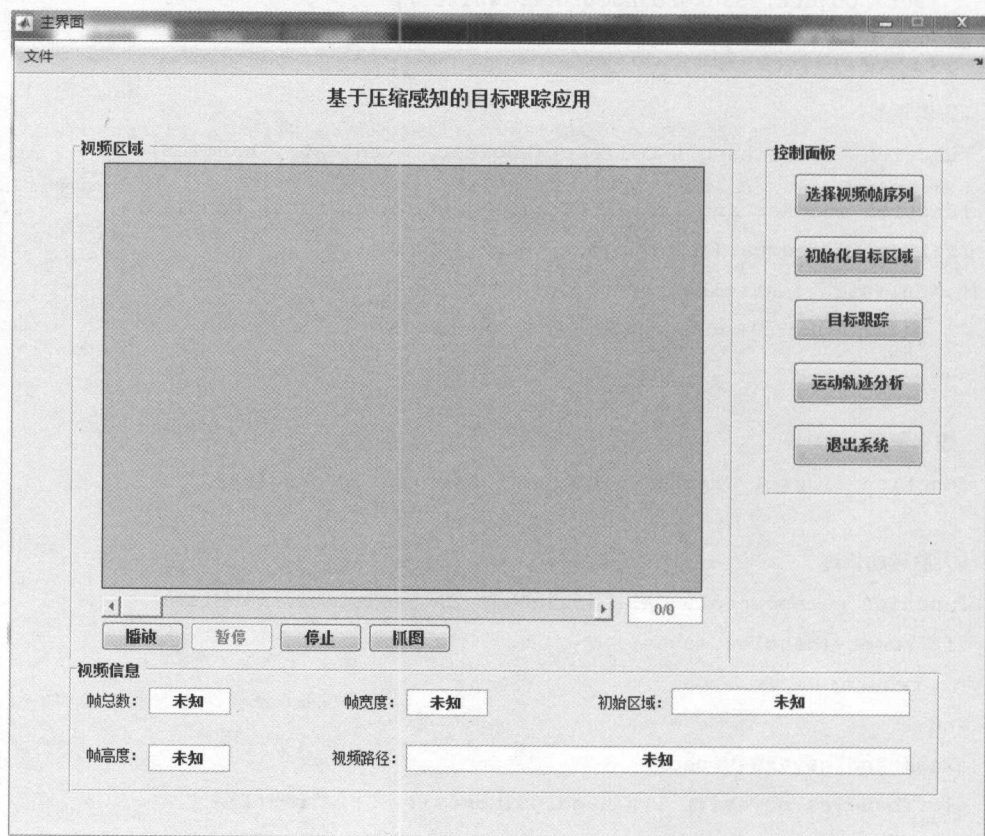 主界面
文件
基于压缩感知的目标跟踪应用
视频区域
控制面板
选择视频帧序列
初始化目标区域
目标跟踪
运动轨迹分析
退出系统
0/0
播放 暂停 停止 抓图
视频信息
帧总数： 未知 帧宽度： 未知 初始区域： 未知
帧高度： 未知 视频路径： 未知